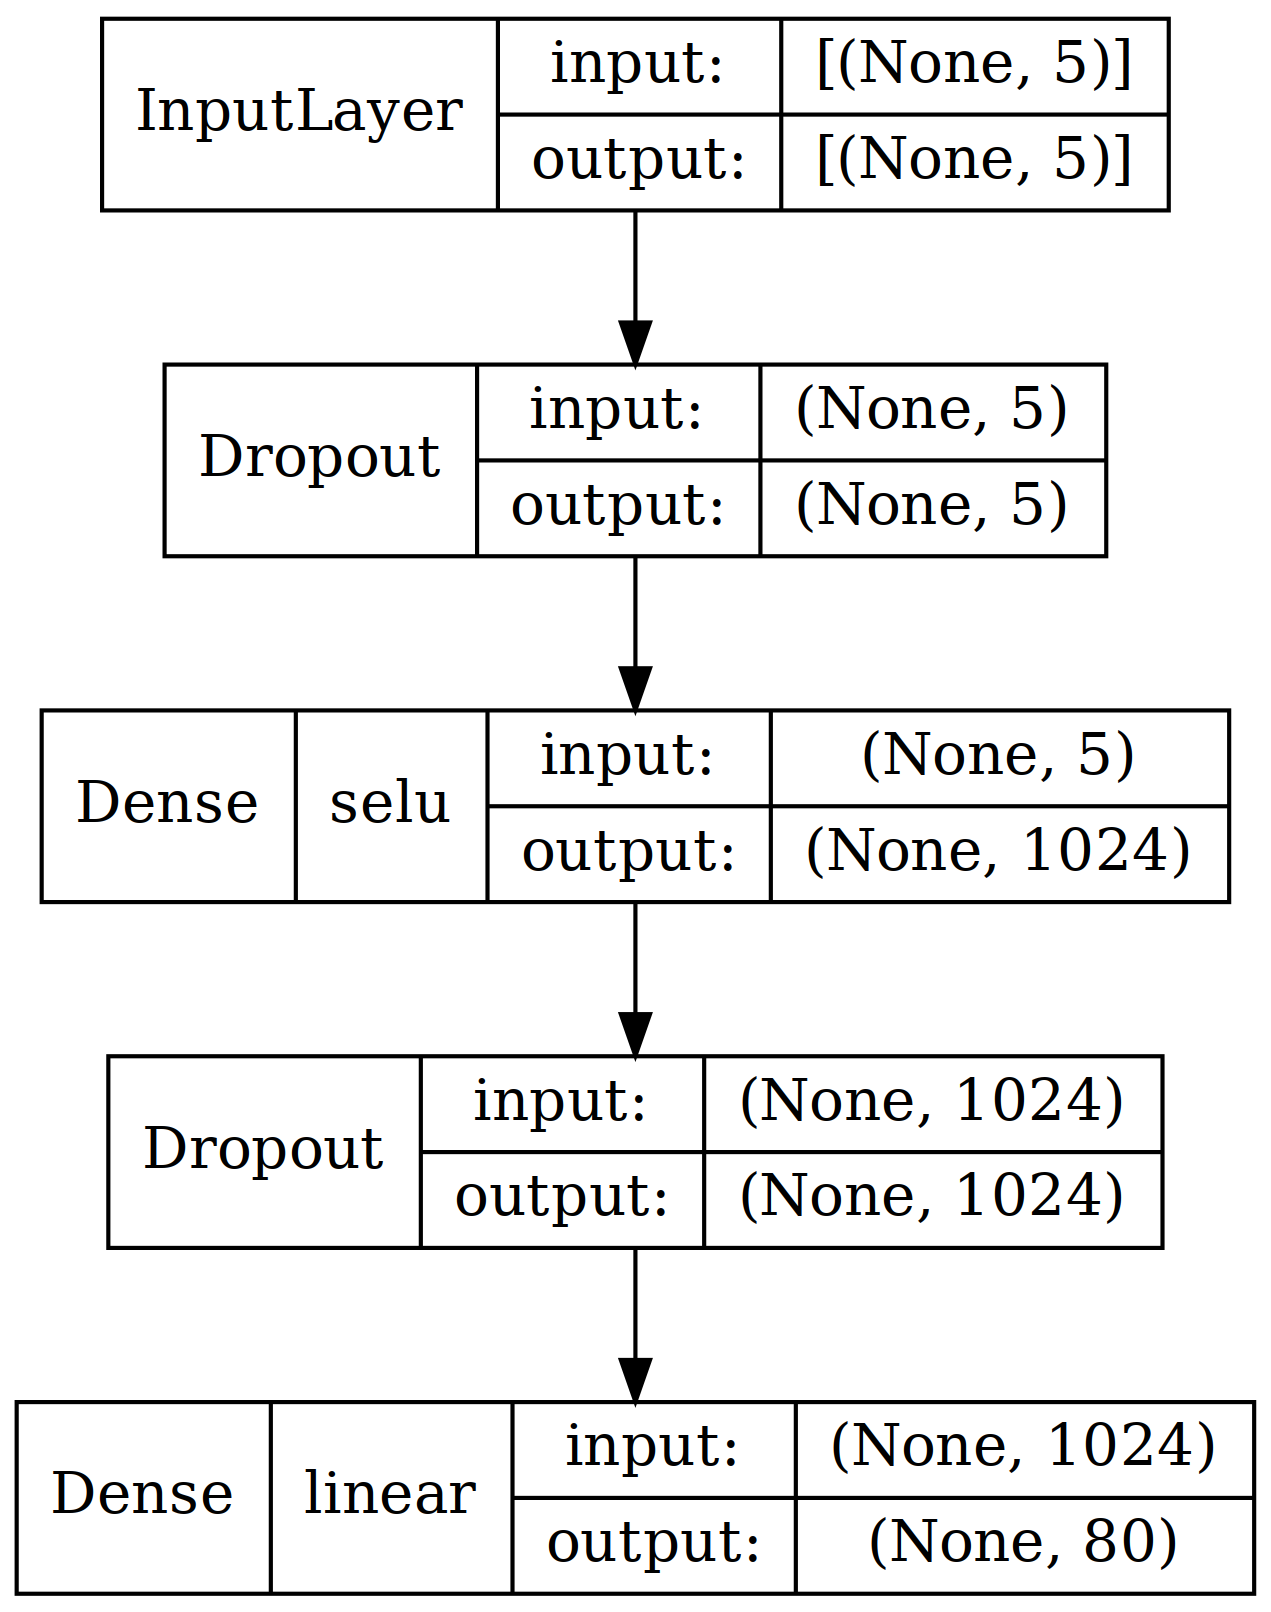 InputLayer
input:
[(None, 5)]
output:
[(None, 5)]
Dropout
input:
(None, 5)
output:
(None, 5)
Dense
selu
input:
(None, 5)
output:
(None, 1024)
Dropout
input:
(None, 1024)
output:
(None, 1024)
Dense
linear
input:
(None, 1024)
output:
(None, 80)